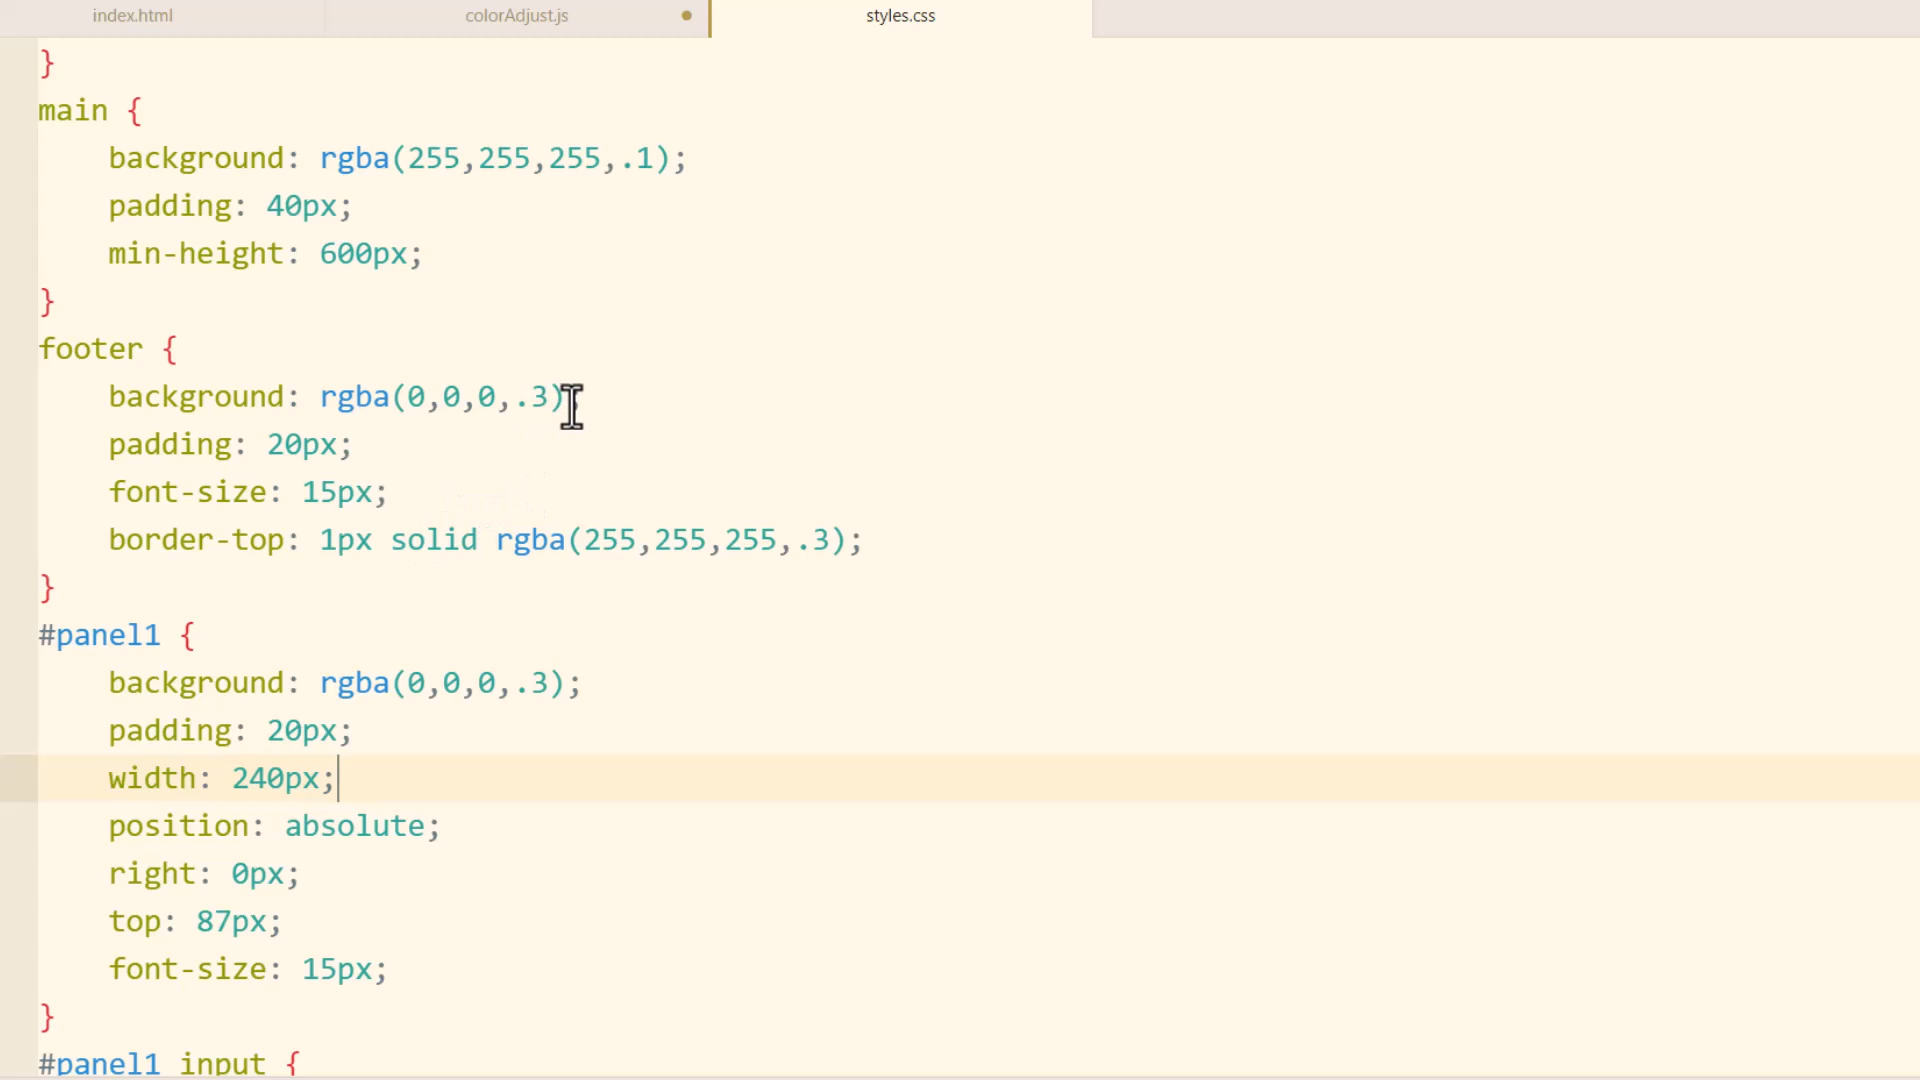 index.html colorAdjust.js styles.css
}
main {
    background: rgba(255,255,255,.1);
    padding: 40px;
    min-height: 600px;
}
footer {
    background: rgba(0,0,0,.3);
    padding: 20px;
    font-size: 15px;
    border-top: 1px solid rgba(255,255,255,.3);
}
#panel1 {
    background: rgba(0,0,0,.3);
    padding: 20px;
    width: 240px;
    position: absolute;
    right: 0px;
    top: 87px;
    font-size: 15px;
}
#panel1 input {